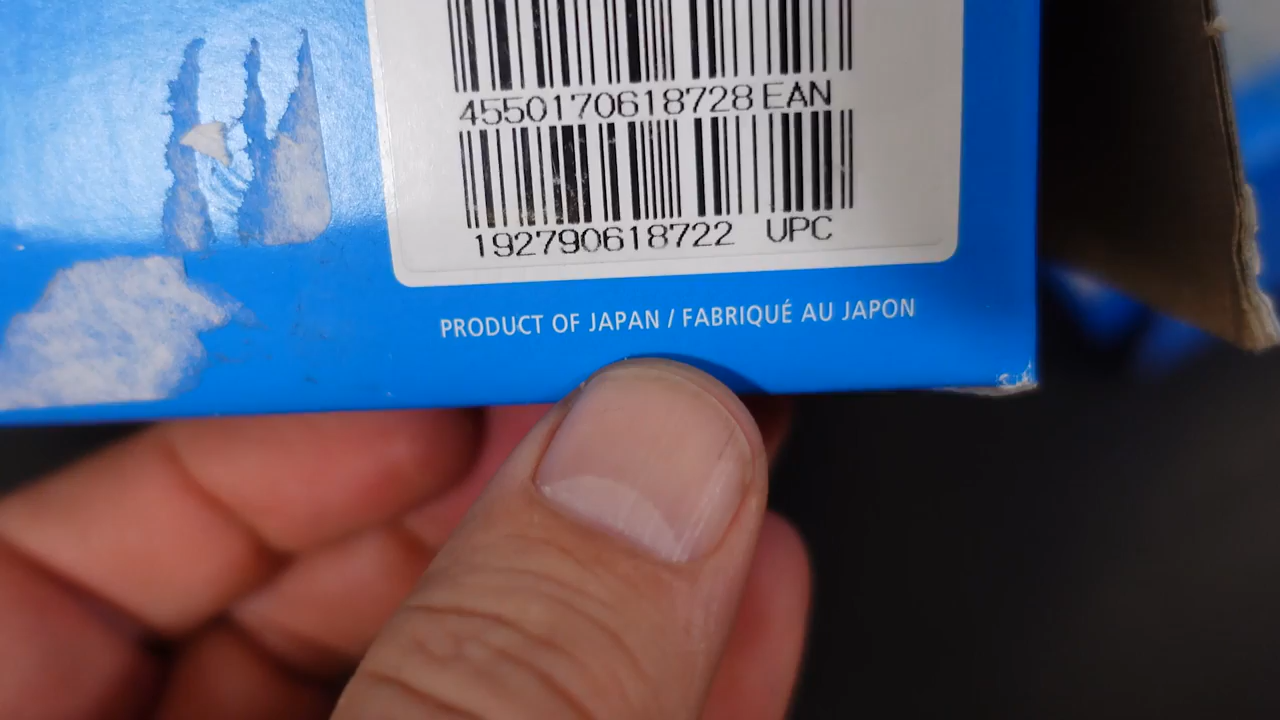 4550170618728 EAN
192790618722 UPC
PRODUCT OF JAPAN / FABRIQUÉ AU JAPON